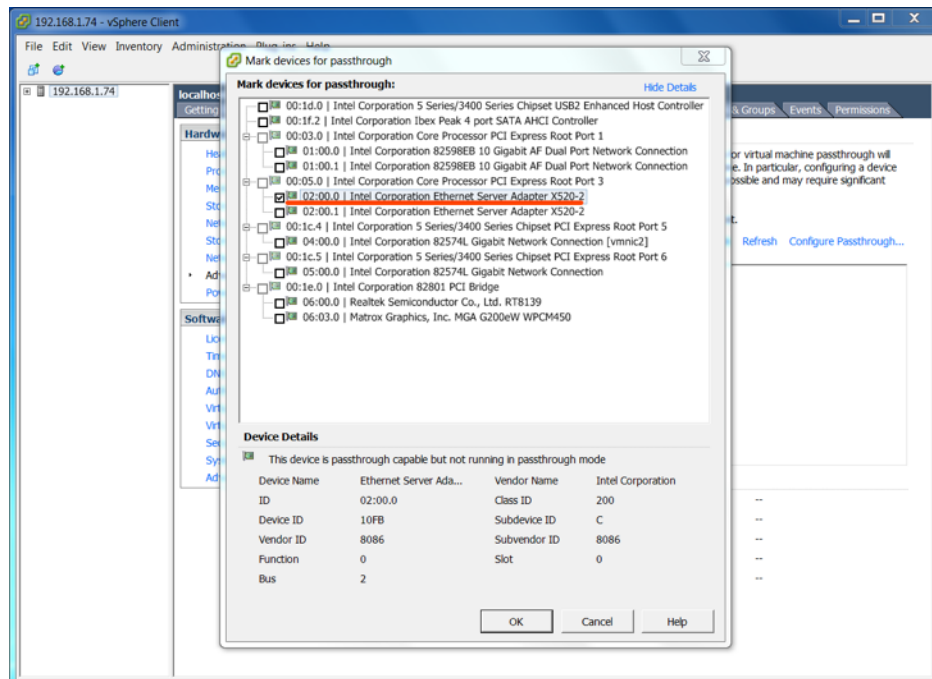 192.168.1.74 - vSphere Client
File Edit View Inventory Administration Plug-ins Help
Mark devices for passthrough
192.168.1.74
Mark devices for passthrough:
Hide Details
Getting
& Groups Events Permissions
00:1d.0 | Intel Corporation 5 Series/3400 Series Chipset USB2 Enhanced Host Controller
00:1f.2 | Intel Corporation Ibex Peak 4 port SATA AHCI Controller
00:03.0 | Intel Corporation Core Processor PCI Express Root Port 1
01:00.0 | Intel Corporation 82598EB 10 Gigabit AF Dual Port Network Connection
01:00.1 | Intel Corporation 82598EB 10 Gigabit AF Dual Port Network Connection
00:05.0 | Intel Corporation Core Processor PCI Express Root Port 3
02:00.0 | Intel Corporation Ethernet Server Adapter X520-2
02:00.1 | Intel Corporation Ethernet Server Adapter X520-2
00:1c.4 | Intel Corporation 5 Series/3400 Series Chipset PCI Express Root Port 5
04:00.0 | Intel Corporation 82574L Gigabit Network Connection [vmnic2]
00:1c.5 | Intel Corporation 5 Series/3400 Series Chipset PCI Express Root Port 6
05:00.0 | Intel Corporation 82574L Gigabit Network Connection
00:1e.0 | Intel Corporation 82801 PCI Bridge
06:00.0 | Realtek Semiconductor Co., Ltd. RT8139
06:03.0 | Matrox Graphics, Inc. MGA G200eW WPCM450
or virtual machine passthrough will
e. In particular, configuring a device
ossible and may require significant
t.
Refresh Configure Passthrough...
Device Details
This device is passthrough capable but not running in passthrough mode
Device Name Ethernet Server Ada... Vendor Name Intel Corporation
ID 02:00.0 Class ID 200 --
Device ID 10FB Subdevice ID C --
Vendor ID 8086 Subvendor ID 8086 --
Function 0 Slot 0 --
Bus 2 --
OK Cancel Help